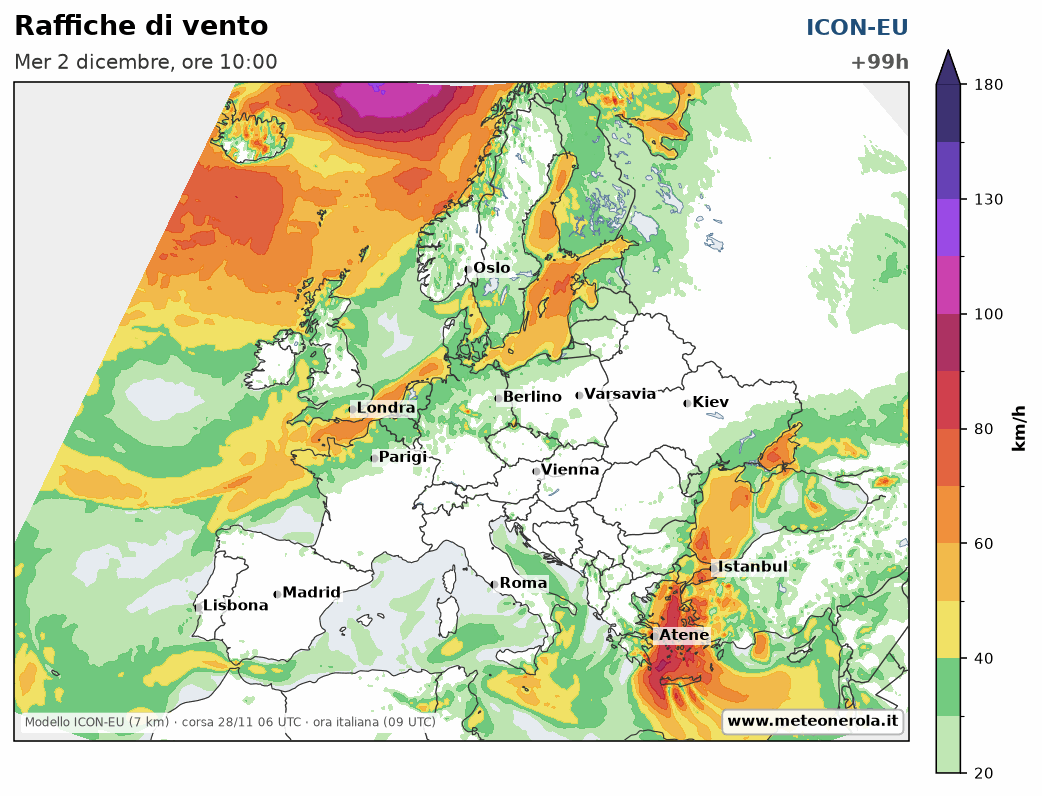 Raffiche di vento
ICON-EU
Mer 2 dicembre, ore 10:00
+99h
180
130
100
80
60
40
20
km/h
Oslo
Londra
Berlino
Varsavia
Kiev
Parigi
Vienna
Istanbul
Roma
Madrid
Lisbona
Atene
Modello ICON-EU (7 km) · corsa 28/11 06 UTC · ora italiana (09 UTC)
www.meteonerola.it